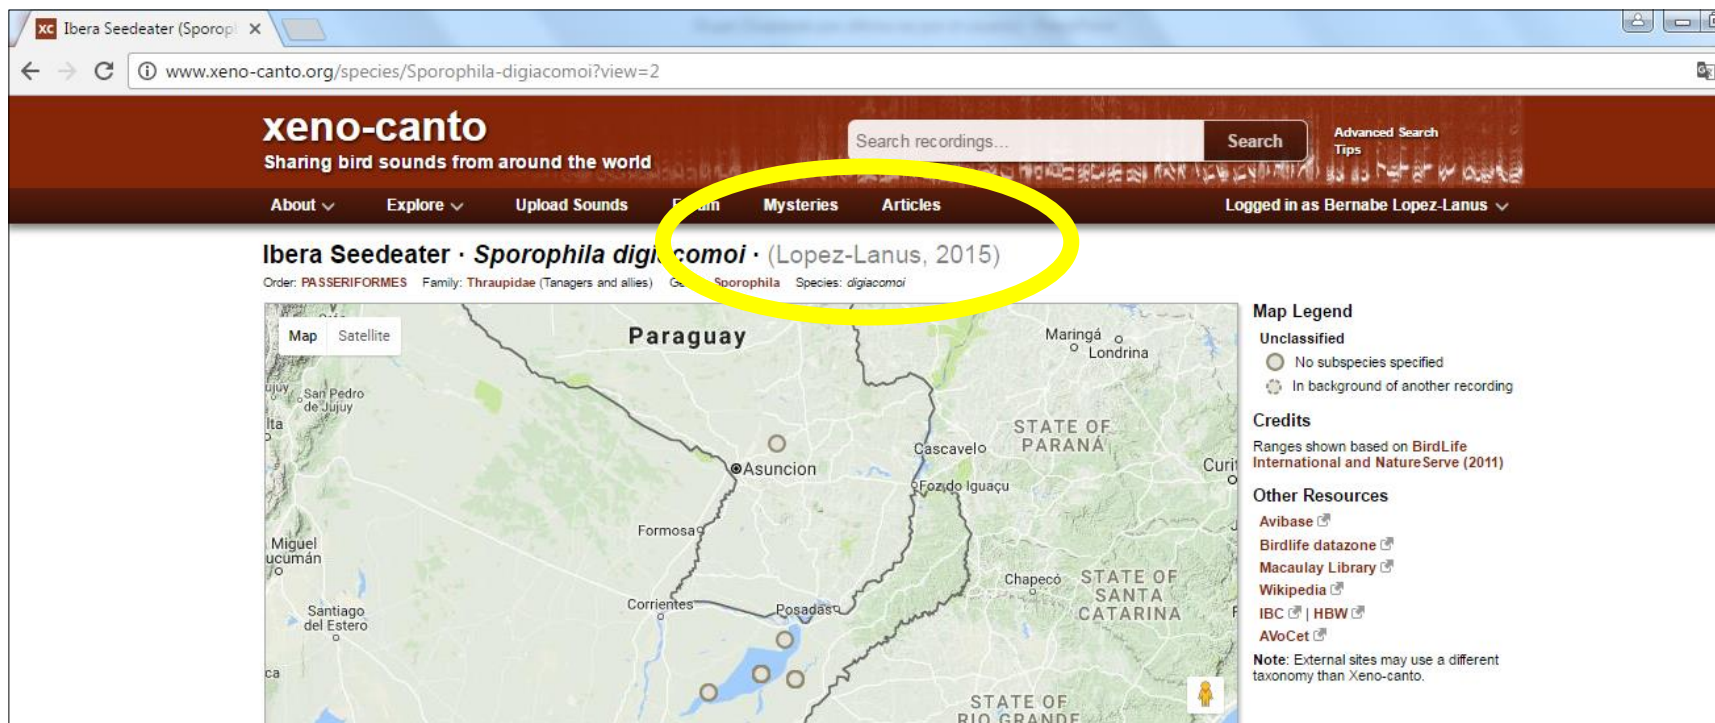 xc Ibera Seedeater (Sporop
www.xeno-canto.org/species/Sporophila-digiacomoi?view=2
xeno-canto
Sharing bird sounds from around the world
Search recordings...
Search
Advanced Search
Tips
About
Explore
Upload Sounds
Mysteries
Articles
Logged in as Bernabe Lopez-Lanus
Ibera Seedeater · Sporophila digiacomoi · (Lopez-Lanus, 2015)
Order: PASSERIFORMES Family: Thraupidae (Tanagers and allies) Sporophila Species: digiacomoi
Map
Satellite
Paraguay
Maringá
Londrina
San Pedro
de Jujuy
STATE OF
PARANÁ
Cascavel
Asuncion
Foz do Iguaçu
Formosa
Miguel
Chapecó
STATE OF
SANTA
CATARINA
Corrientes
Posadas
Santiago
del Estero
STATE OF
RIO GRANDE
Map Legend
Unclassified
No subspecies specified
In background of another recording
Credits
Ranges shown based on BirdLife
International and NatureServe (2011)
Other Resources
Avibase
Birdlife datazone
Macaulay Library
Wikipedia
IBC | HBW
AVoCet
Note: External sites may use a different
taxonomy than Xeno-canto.